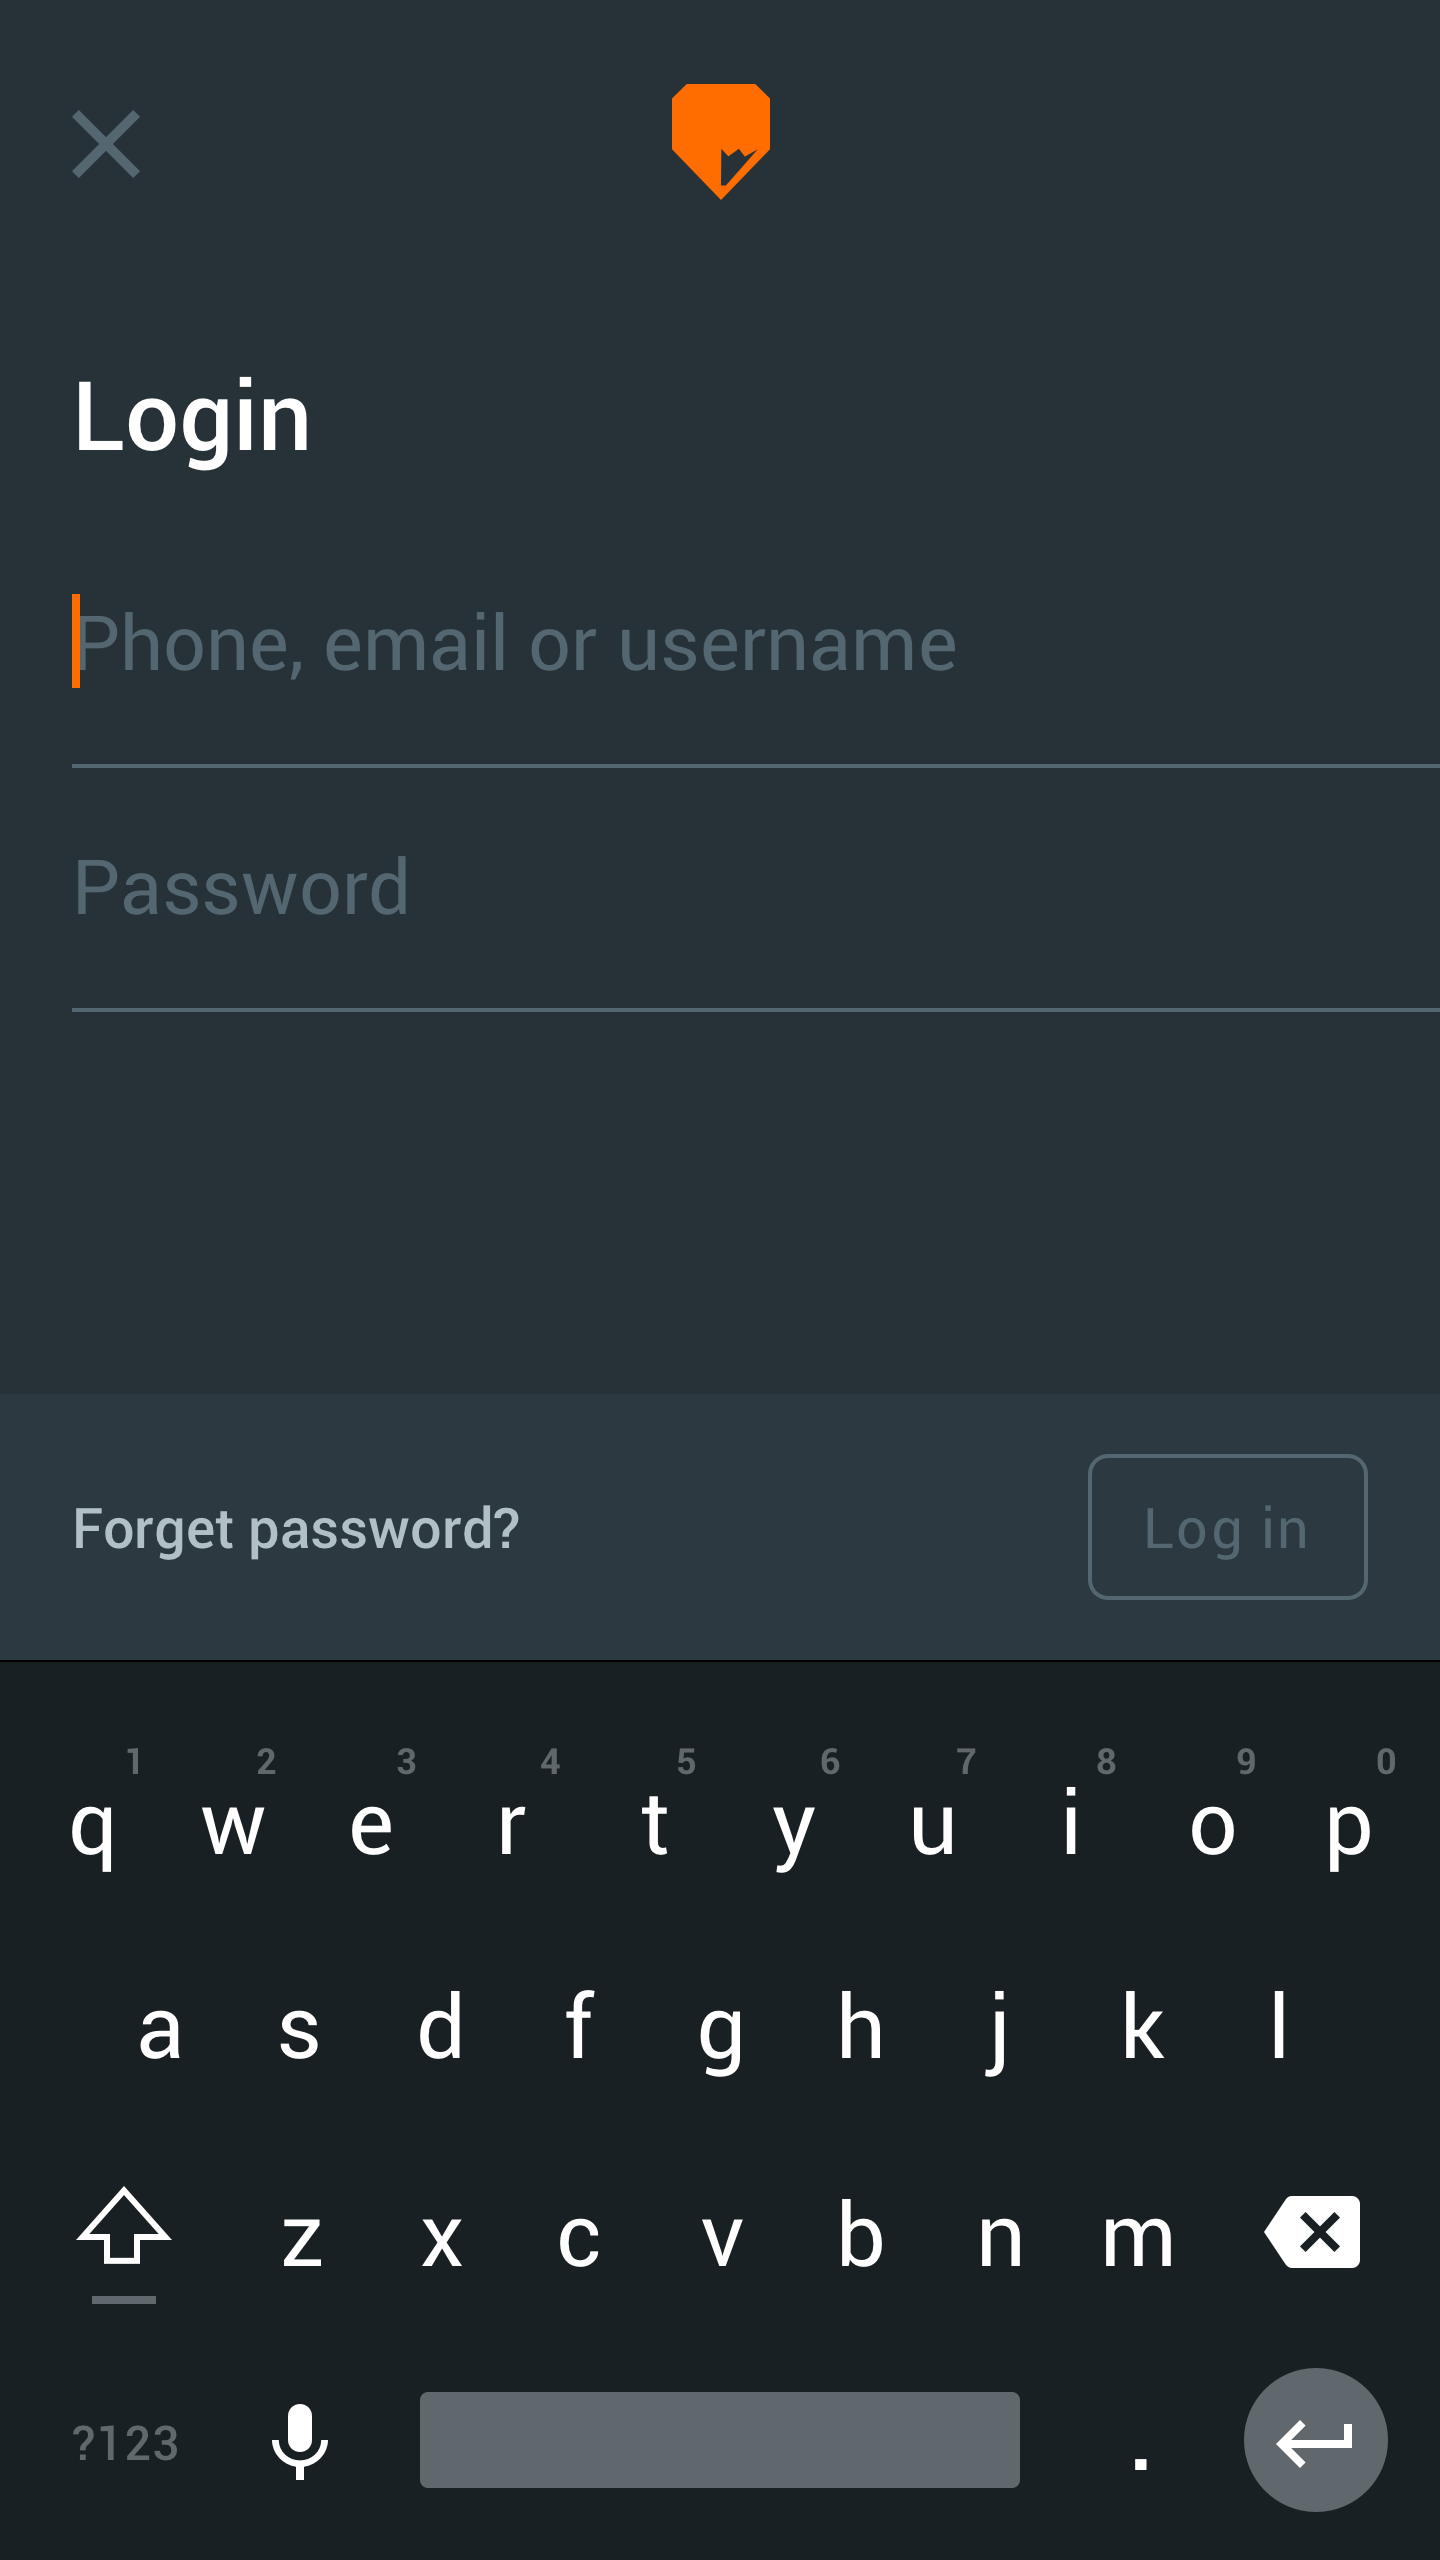 Login
Phone, email or username
Password
Forget password?
Log in
1 2 3 4 5 6 7 8 9 0
q w e r t y u i o p
a s d f g h j k l
z x c v b n m
?123 .